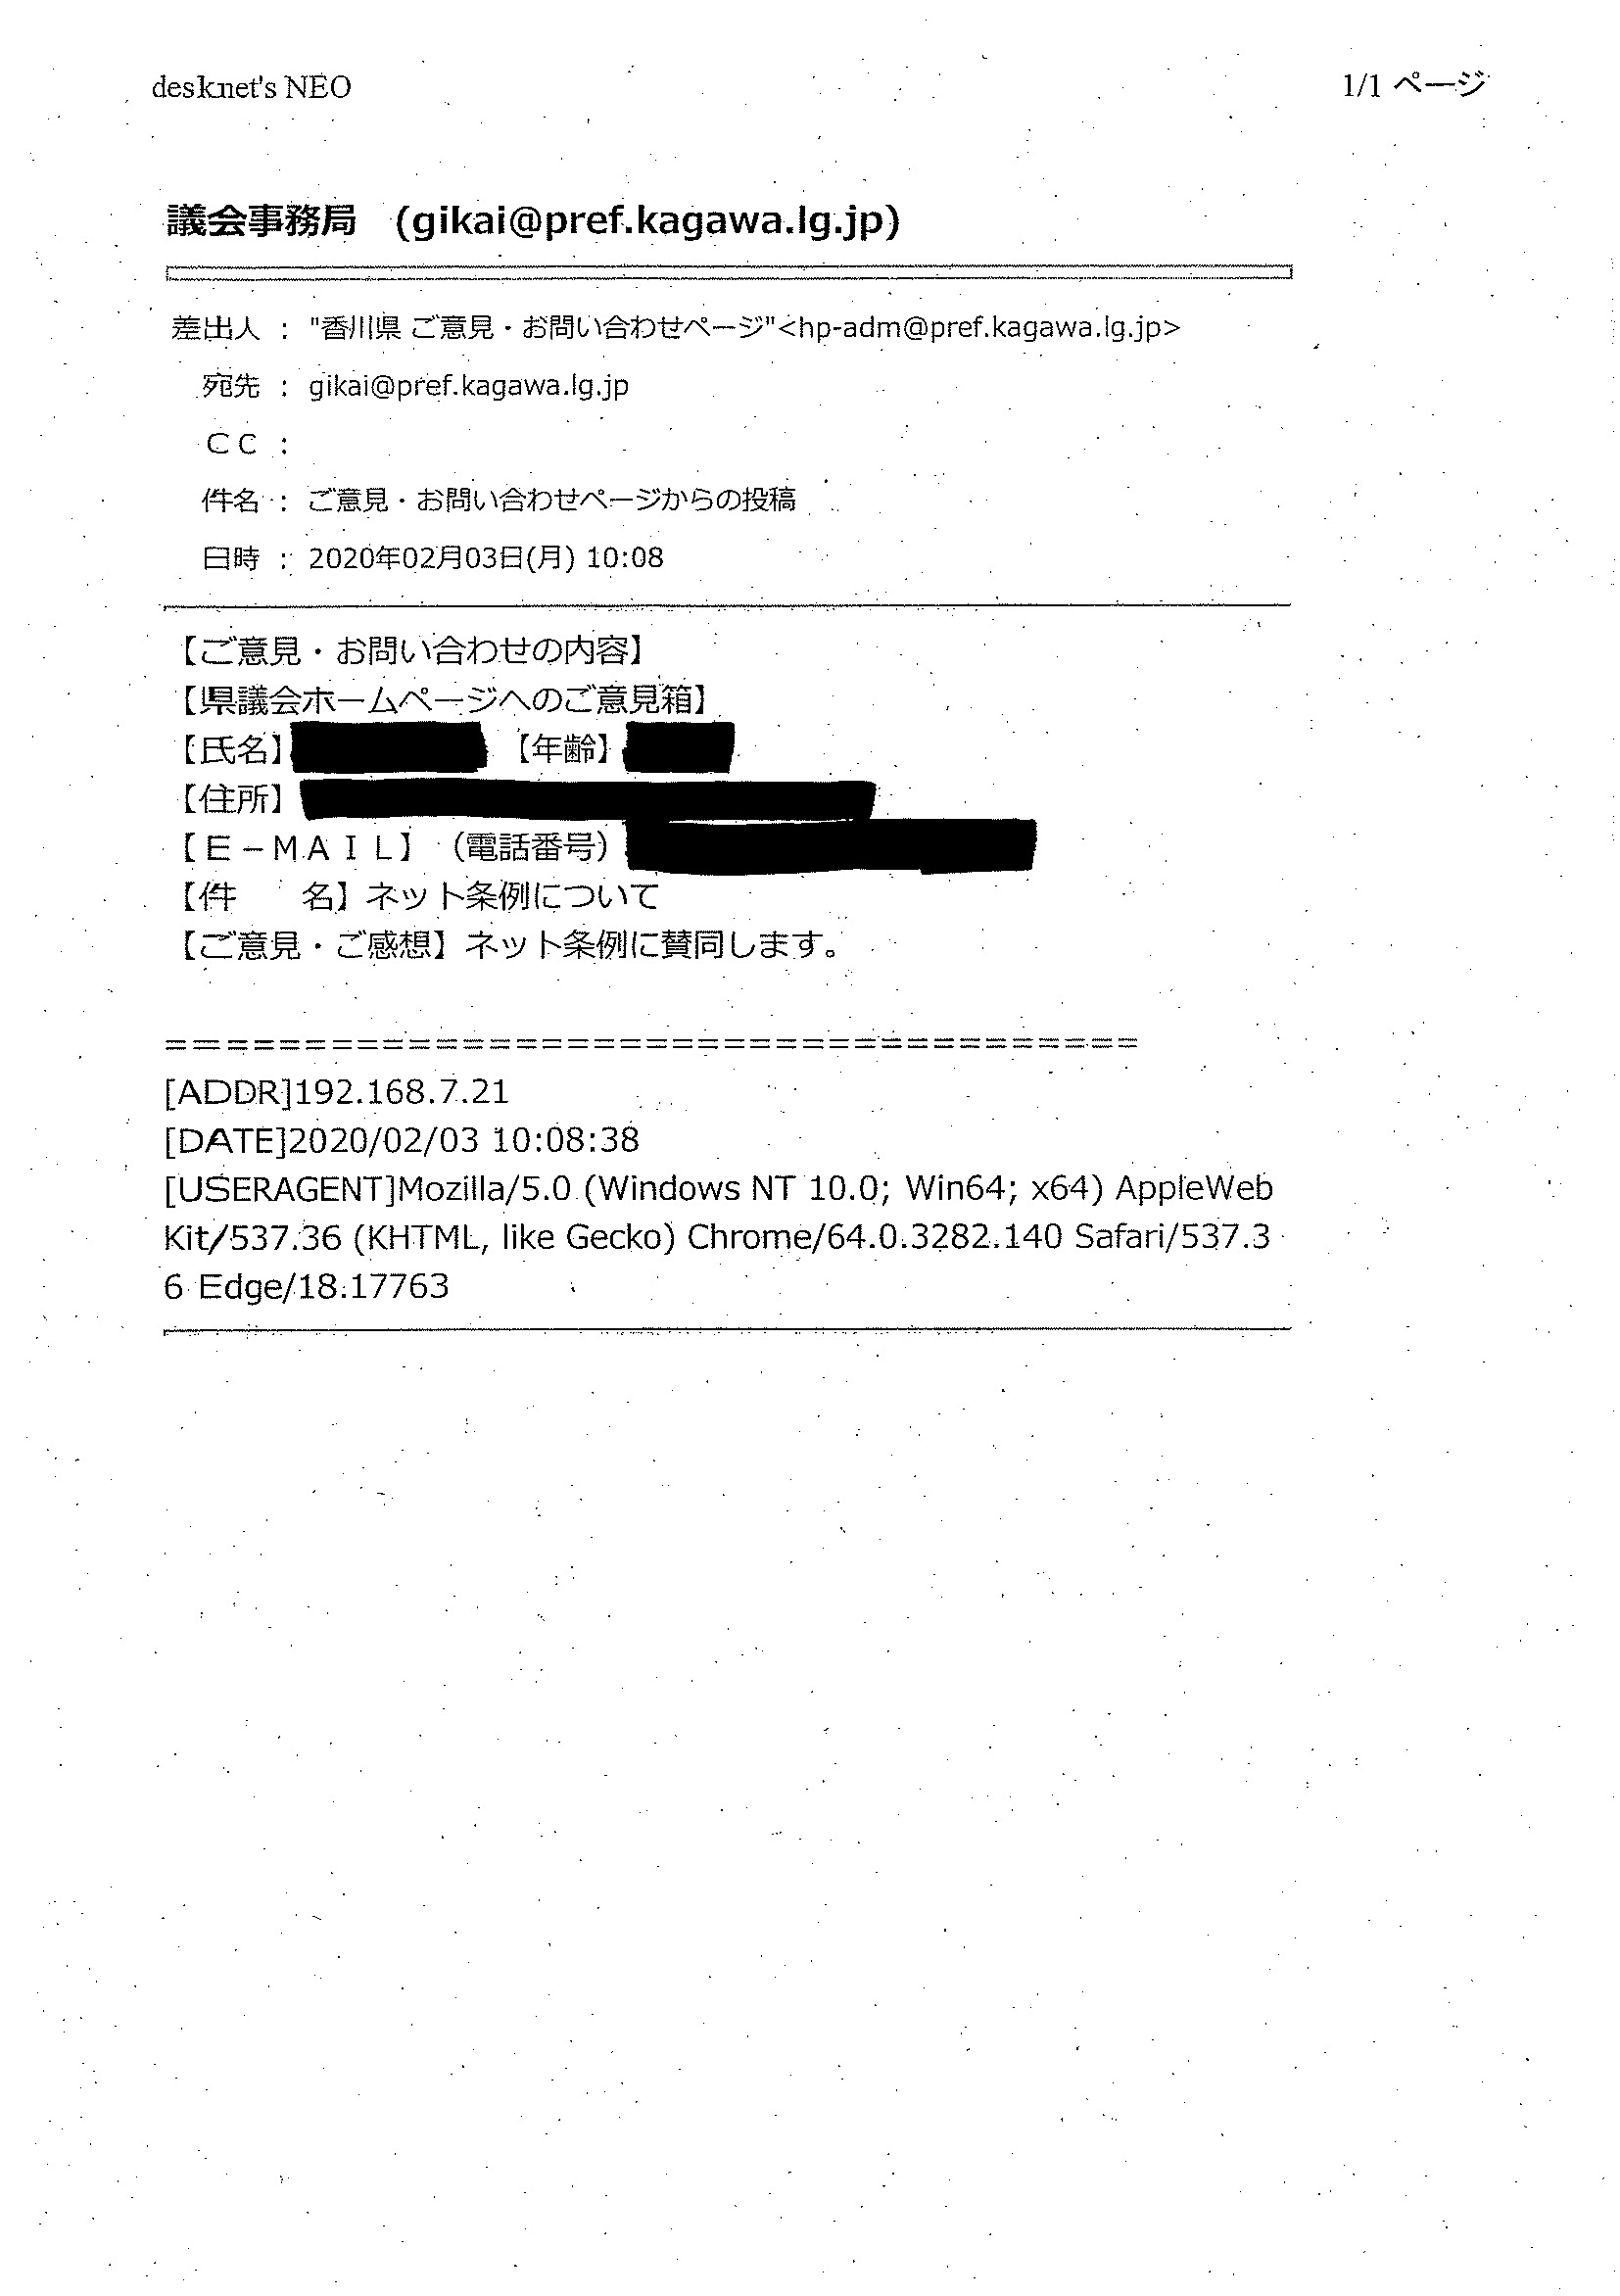 desknet's NEO
1/1 ページ
議会事務局 (gikai@pref.kagawa.lg.jp)
差出人 : "香川県 ご意見・お問い合わせページ"<hp-adm@pref.kagawa.lg.jp>
宛先 : gikai@pref.kagawa.lg.jp
CC :
件名 : ご意見・お問い合わせページからの投稿
日時 : 2020年02月03日(月) 10:08
【ご意見・お問い合わせの内容】
【県議会ホームページへのご意見箱】
【氏名】 【年齢】
【住所】
【E-MAIL】（電話番号）
【件　　名】ネット条例について
【ご意見・ご感想】ネット条例に賛同します。
======================================
[ADDR]192.168.7.21
[DATE]2020/02/03 10:08:38
[USERAGENT]Mozilla/5.0 (Windows NT 10.0; Win64; x64) AppleWeb
Kit/537.36 (KHTML, like Gecko) Chrome/64.0.3282.140 Safari/537.3
6 Edge/18.17763